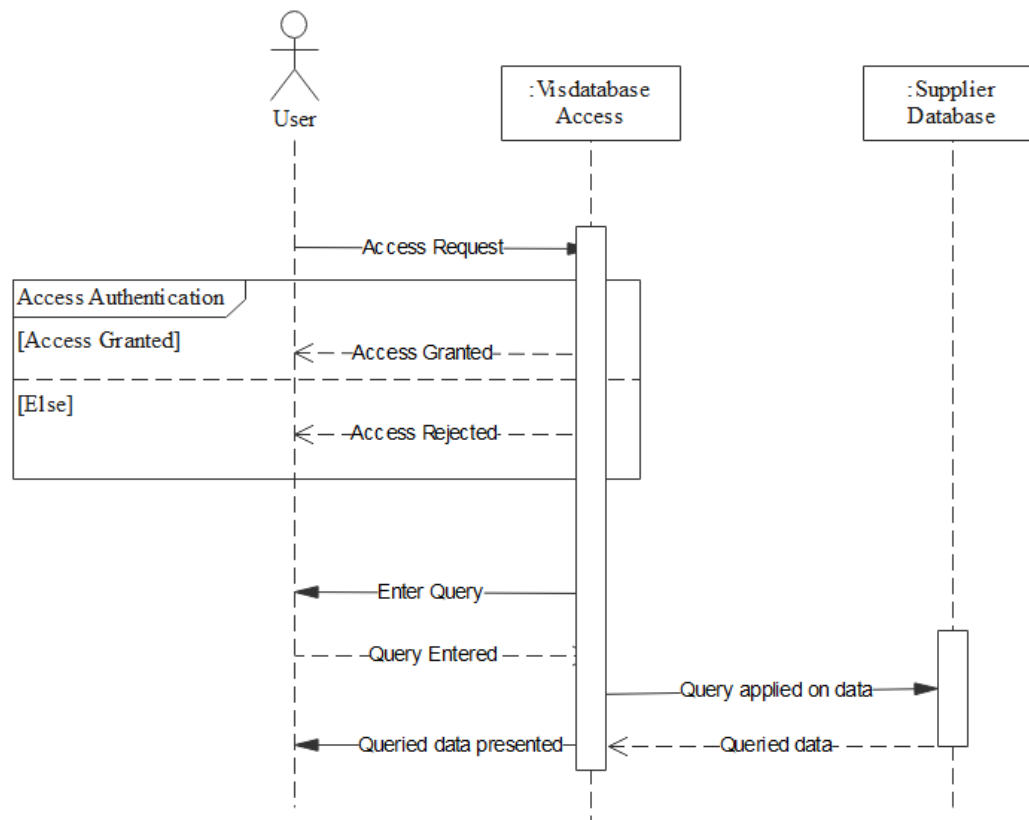 User
:Visdatabase
Access
:Supplier
Database
Access Request
Access Authentication
[Access Granted]
Access Granted
[Else]
Access Rejected
Enter Query
Query Entered
Query applied on data
Queried data presented
Queried data